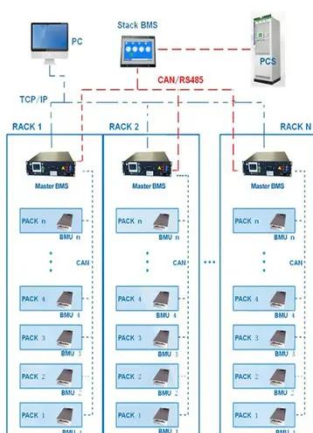 PC
Stack BMS
PCS
CAN/RS485
TCP/IP
RACK 1
RACK 2
RACK N
Master BMS
Master BMS
Master BMS
PACK n
BMU n
PACK n
BMU n
PACK n
BMU n
CAN
CAN
CAN
PACK 4
BMU 4
PACK 4
BMU 4
PACK 4
BMU 4
PACK 3
BMU 3
PACK 3
BMU 3
PACK 3
BMU 3
PACK 2
BMU 2
PACK 2
BMU 2
PACK 2
BMU 2
PACK 1
PACK 1
PACK 1